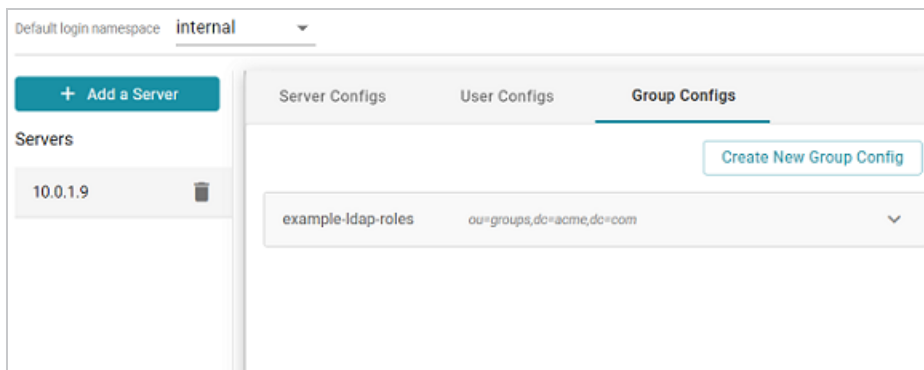 Default login namespace internal
+ Add a Server
Servers
10.0.1.9
Server Configs User Configs Group Configs
Create New Group Config
example-ldap-roles ou=groups,dc=acme,dc=com